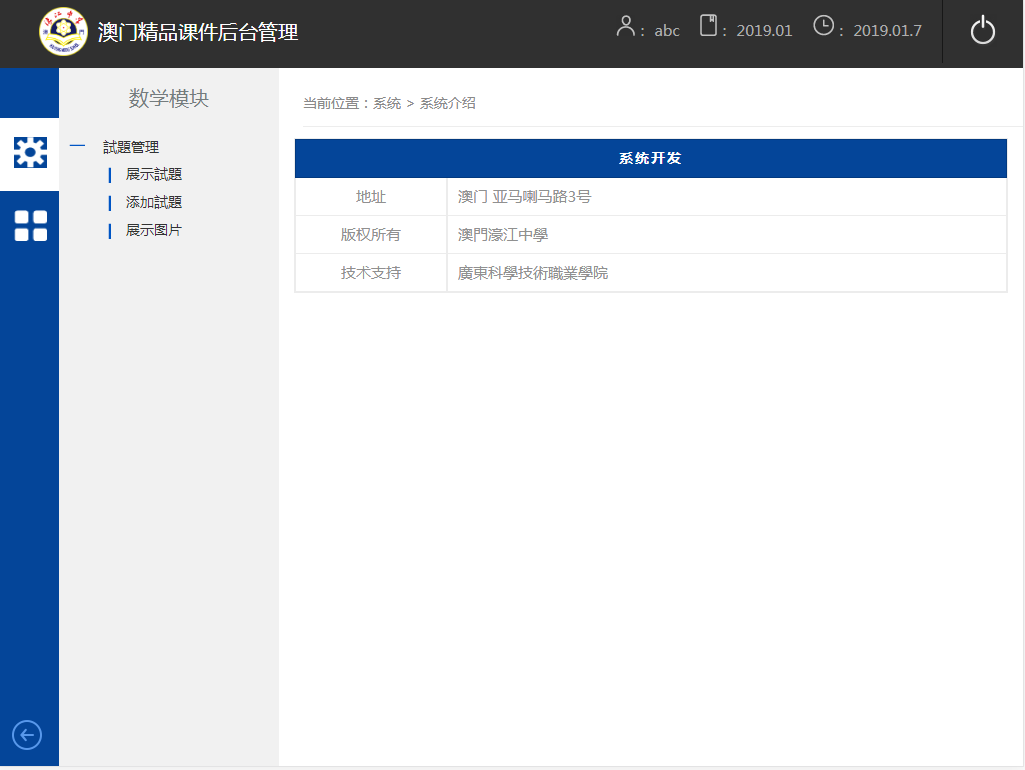 澳门精品课件后台管理
： abc ： 2019.01 ： 2019.01.7
数学模块
試題管理
展示試題
添加試題
展示图片
当前位置：系统 > 系统介绍
系统开发
地址 澳门 亚马喇马路3号
版权所有 澳門濠江中學
技术支持 廣東科學技術職業學院